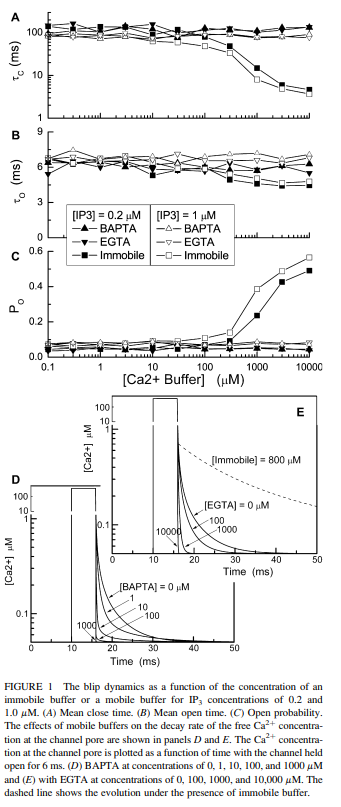 A
100
10
1
τC (ms)
B
9
6
3
0
τO (ms)
[IP3] = 0.2 μM
BAPTA
EGTA
Immobile
[IP3] = 1 μM
BAPTA
EGTA
Immobile
C
0.6
0.4
0.2
0.0
PO
0.1 1 10 100 1000 10000
[Ca2+ Buffer] (μM)
E
[Ca2+] μM
100
10
1
0.1
[Immobile] = 800 μM
[EGTA] = 0 μM
100
1000
10000
0 10 20 30 40 50
Time (ms)
D
[Ca2+] μM
100
10
1
0.1
[BAPTA] = 0 μM
1
10
100
1000
0 10 20 30 40 50
Time (ms)
FIGURE 1 The blip dynamics as a function of the concentration of an
immobile buffer or a mobile buffer for IP3 concentrations of 0.2 and
1.0 μM. (A) Mean close time. (B) Mean open time. (C) Open probability.
The effects of mobile buffers on the decay rate of the free Ca2+ concentra-
tion at the channel pore are shown in panels D and E. The Ca2+ concentra-
tion at the channel pore is plotted as a function of time with the channel held
open for 6 ms. (D) BAPTA at concentrations of 0, 1, 10, 100, and 1000 μM
and (E) with EGTA at concentrations of 0, 100, 1000, and 10,000 μM. The
dashed line shows the evolution under the presence of immobile buffer.